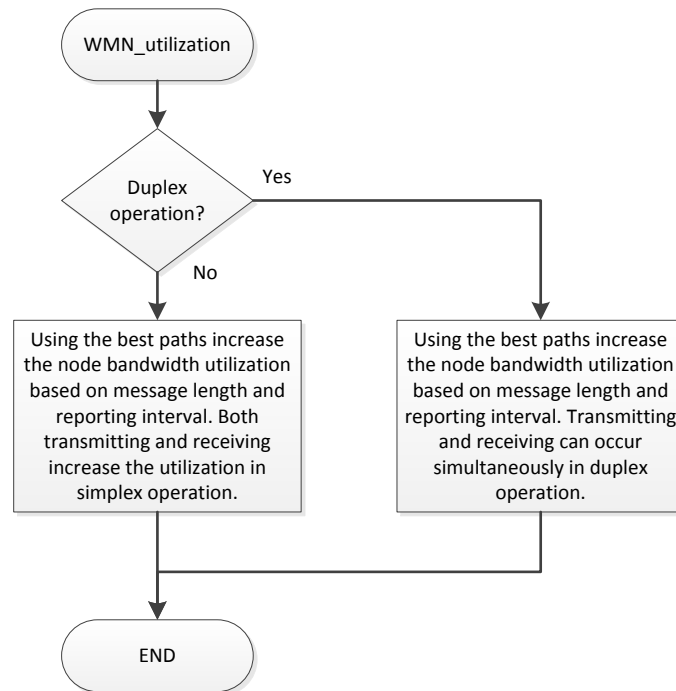 WMN_utilization
Duplex
operation?
Yes
No
Using the best paths increase
the node bandwidth utilization
based on message length and
reporting interval. Both
transmitting and receiving
increase the utilization in
simplex operation.
Using the best paths increase
the node bandwidth utilization
based on message length and
reporting interval. Transmitting
and receiving can occur
simultaneously in duplex
operation.
END